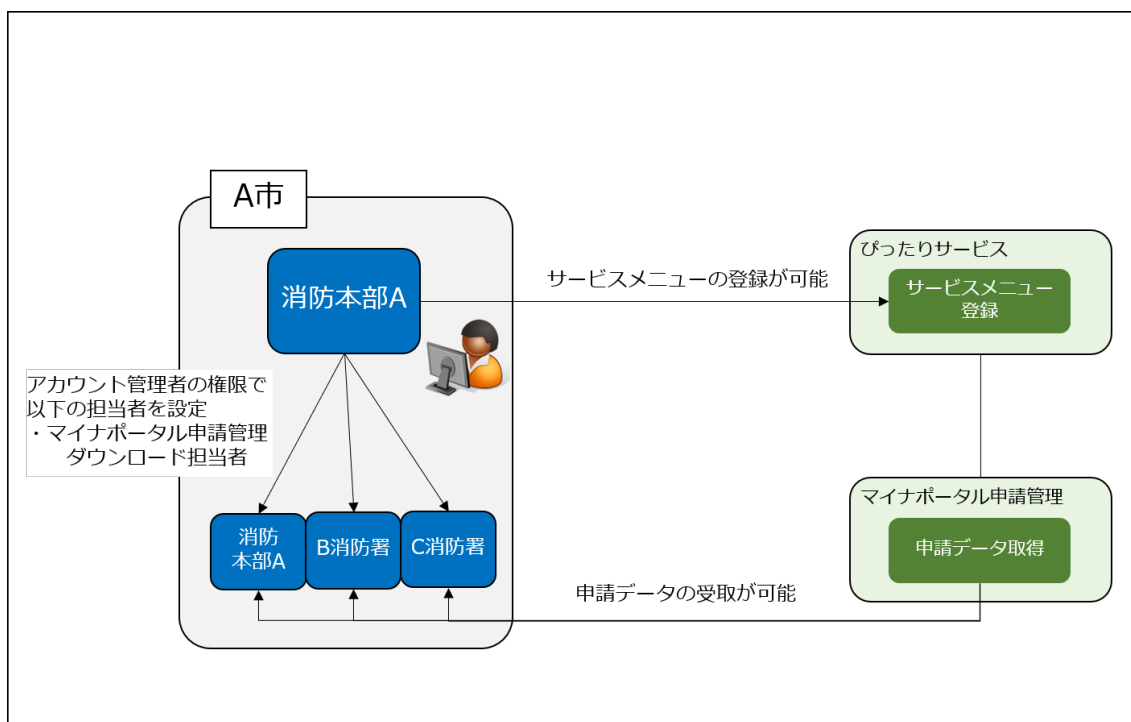 A市
消防本部A
サービスメニューの登録が可能
ぴったりサービス
サービスメニュー
登録
アカウント管理者の権限で
以下の担当者を設定
・マイナポータル申請管理
ダウンロード担当者
消防
本部A
B消防署
C消防署
マイナポータル申請管理
申請データ取得
申請データの受取が可能